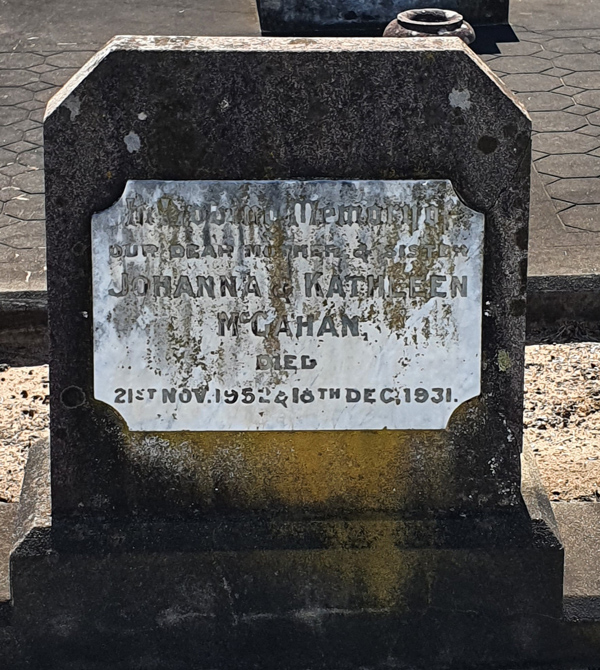 In Loving Memory of
OUR DEAR MOTHER & SISTER
JOHANNA & KATHLEEN
McGAHAN
DIED
21ST NOV. 1952 & 18TH DEC. 1931.